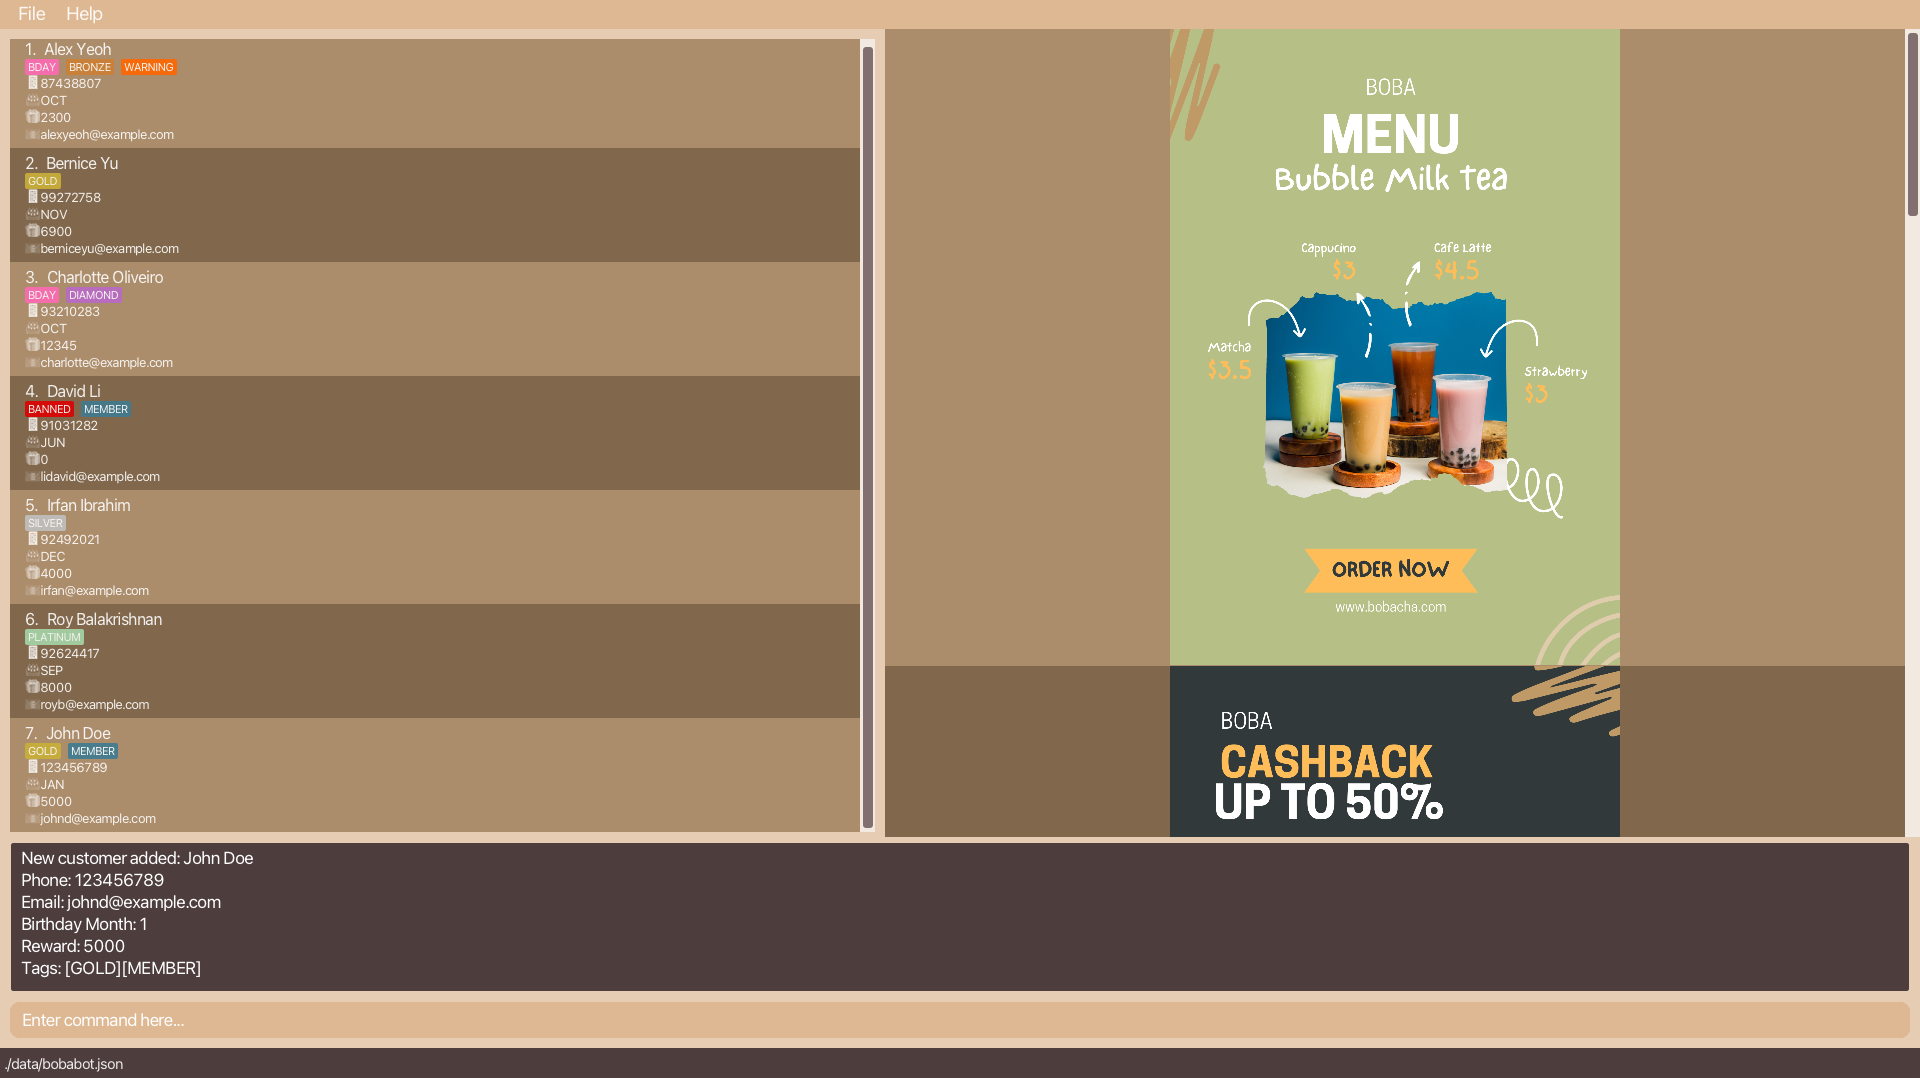 File Help
1. Alex Yeoh
BDAY BRONZE WARNING
87438807
OCT
2300
alexyeoh@example.com
2. Bernice Yu
GOLD
99272758
NOV
6900
berniceyu@example.com
3. Charlotte Oliveiro
BDAY DIAMOND
93210283
OCT
12345
charlotte@example.com
4. David Li
BANNED MEMBER
91031282
JUN
0
lidavid@example.com
5. Irfan Ibrahim
SILVER
92492021
DEC
4000
irfan@example.com
6. Roy Balakrishnan
PLATINUM
92624417
SEP
8000
royb@example.com
7. John Doe
GOLD MEMBER
123456789
JAN
5000
johnd@example.com
BOBA
MENU
Bubble Milk Tea
Cappucino
$3
Cafe Latte
$4.5
Matcha
$3.5
Strawberry
$3
ORDER NOW
www.bobacha.com
BOBA
CASHBACK
UP TO 50%
New customer added: John Doe
Phone: 123456789
Email: johnd@example.com
Birthday Month: 1
Reward: 5000
Tags: [GOLD][MEMBER]
Enter command here...
./data/bobabot.json